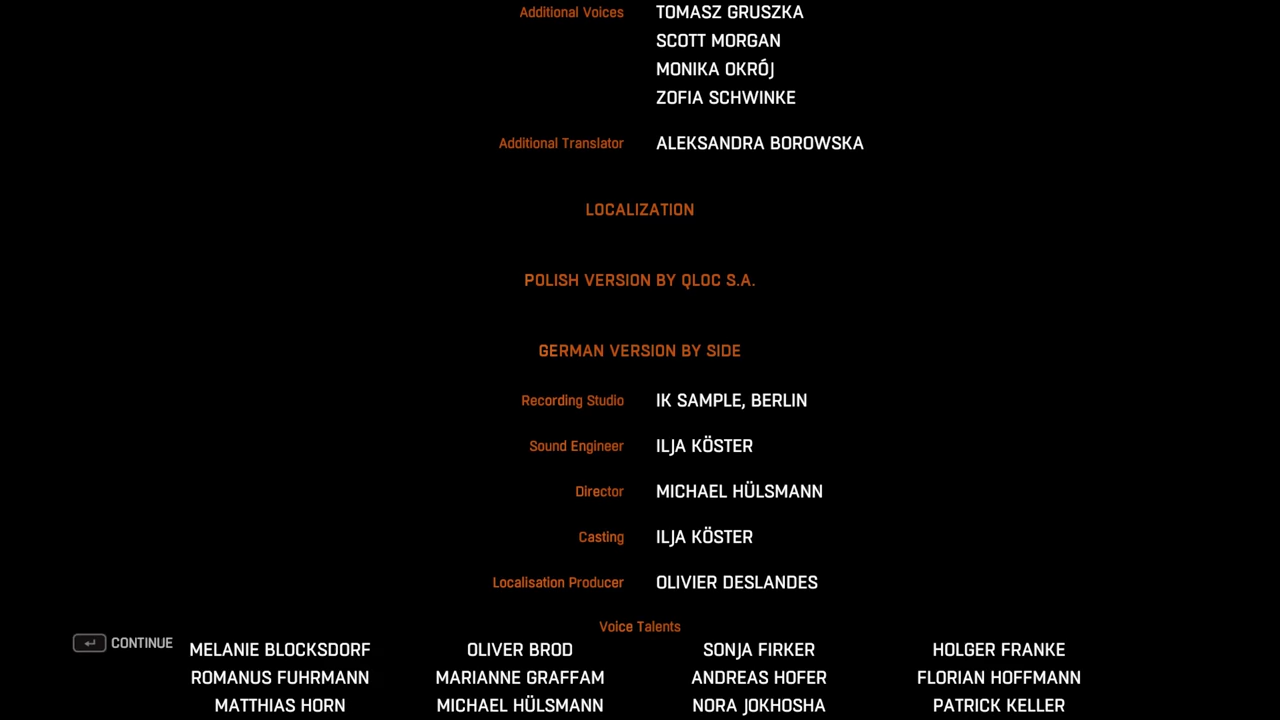 Additional Voices TOMASZ GRUSZKA
SCOTT MORGAN
MONIKA OKRÓJ
ZOFIA SCHWINKE
Additional Translator ALEKSANDRA BOROWSKA
LOCALIZATION
POLISH VERSION BY QLOC S.A.
GERMAN VERSION BY SIDE
Recording Studio IK SAMPLE, BERLIN
Sound Engineer ILJA KÖSTER
Director MICHAEL HÜLSMANN
Casting ILJA KÖSTER
Localisation Producer OLIVIER DESLANDES
Voice Talents
CONTINUE
MELANIE BLOCKSDORF OLIVER BROD SONJA FIRKER HOLGER FRANKE
ROMANUS FUHRMANN MARIANNE GRAFFAM ANDREAS HOFER FLORIAN HOFFMANN
MATTHIAS HORN MICHAEL HÜLSMANN NORA JOKHOSHA PATRICK KELLER